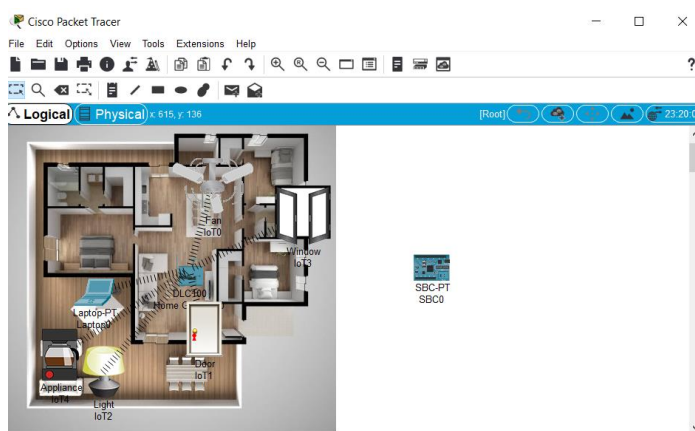 Cisco Packet Tracer
File Edit Options View Tools Extensions Help
?
Logical Physical x: 615, y: 136 [Root] 23:20:0
Fan
IoT0
Window
IoT3
DLC100
Home
Laptop-PT
Laptop0
Door
IoT1
Appliance
IoT4
Light
IoT2
SBC-PT
SBC0